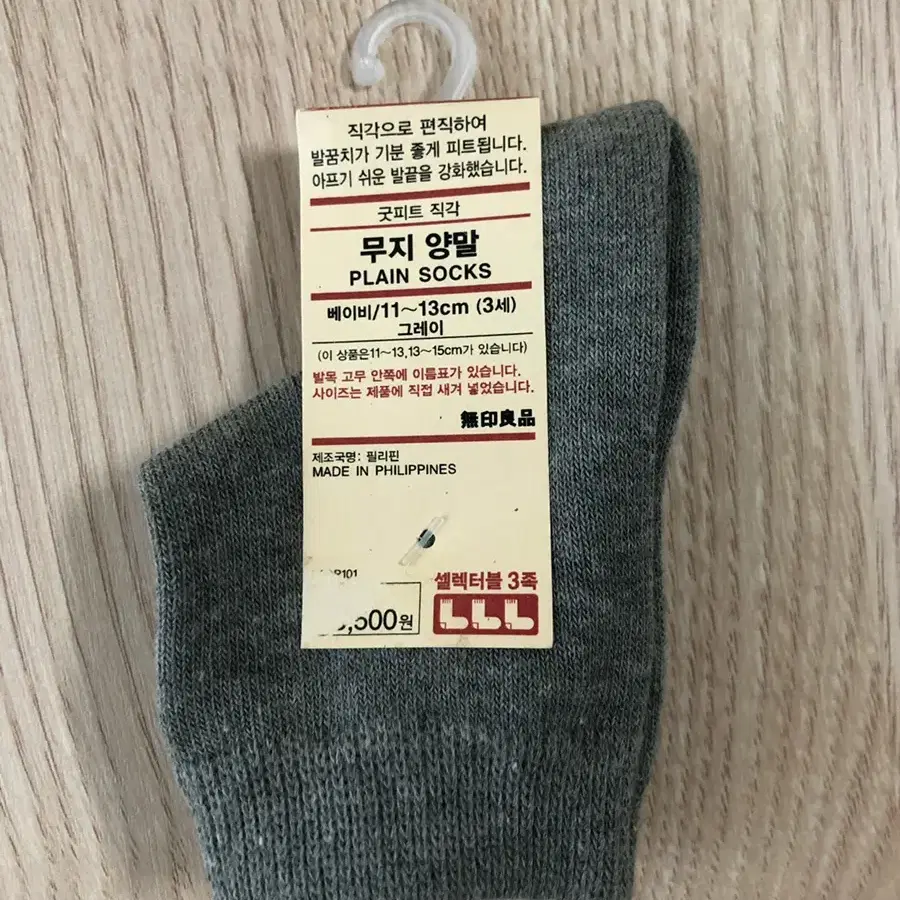 직각으로 편직하여
발꿈치가 기분 좋게 피트됩니다.
아프기 쉬운 발끝을 강화했습니다.
굿피트 직각
무지 양말
PLAIN SOCKS
베이비/11~13cm (3세)
그레이
(이 상품은11~13,13~15cm가 있습니다)
발목 고무 안쪽에 이름표가 있습니다.
사이즈는 제품에 직접 새겨 넣었습니다.
無印良品
제조국명: 필리핀
MADE IN PHILIPPINES
셀렉터블 3족
,500원